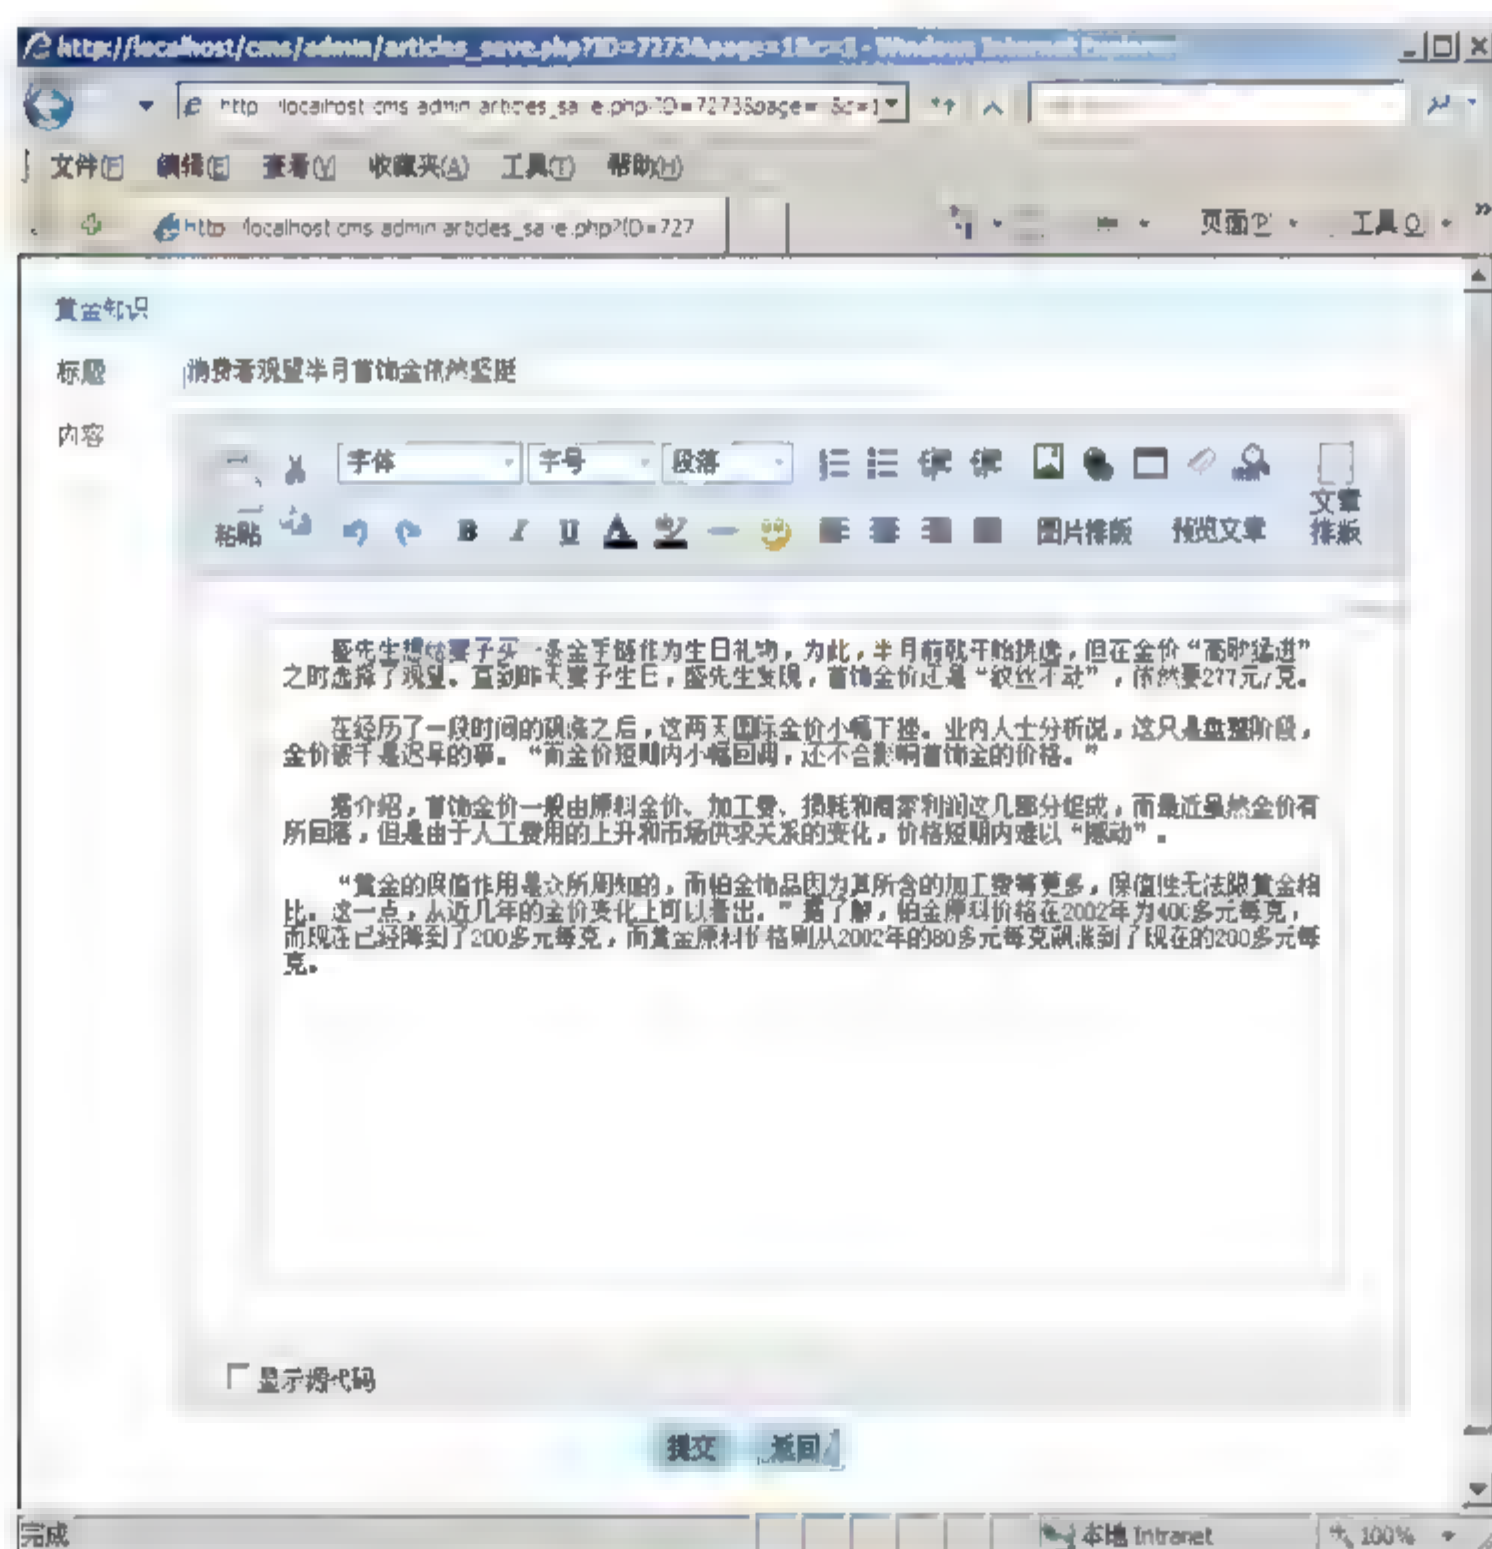 http://localhost/cms/admin/articles_save.php?ID=7273&page=1&c=1 - Windows Internet Explorer
http localhost cms admin articles_sa e.php?ID=7273&page= &c=1
文件(F) 编辑(E) 查看(V) 收藏夹(A) 工具(T) 帮助(H)
http localhost cms admin articles_sa e.php?ID=727
页面(P) 工具(O) »
黄金知识
标题 消费者观望半月首饰金依然坚挺
内容
字体 字号 段落
粘贴 B I U A 图片排版 预览文章 文章排版
盛先生想给妻子买一条金手链作为生日礼物，为此，半月前就开始挑选，但在金价“高歌猛进”
之时选择了观望。直到昨天妻子生日，盛先生发现，首饰金价还是“纹丝不动”，依然要277元/克。
在经历了一段时间的飙涨之后，这两天国际金价小幅下挫。业内人士分析说，这只是盘整阶段，
金价破千是迟早的事。“而金价短期内小幅回调，还不会影响首饰金的价格。”
据介绍，首饰金价一般由原料金价、加工费、损耗和商家利润这几部分组成，而最近虽然金价有
所回落，但是由于人工费用的上升和市场供求关系的变化，价格短期内难以“撼动”。
“黄金的保值作用是众所周知的，而铂金饰品因为其所含的加工费等更多，保值性无法跟黄金相
比。这一点，从近几年的金价变化上可以看出。”据了解，铂金原料价格在2002年为400多元每克，
而现在已经降到了200多元每克，而黄金原料价格则从2002年的80多元每克飙涨到了现在的200多元每
克。
显示源代码
提交 返回
完成 本地 Intranet 100%